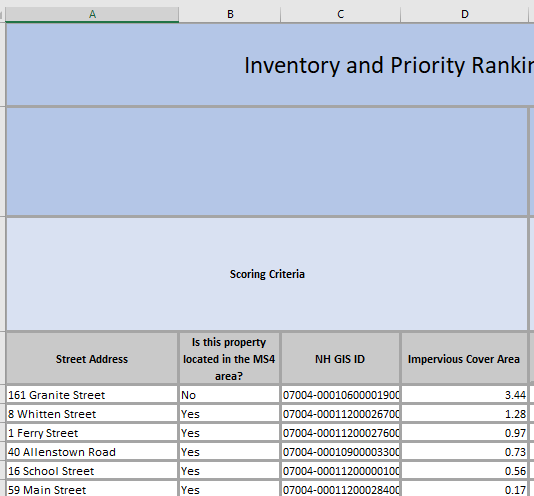 A B C D
Inventory and Priority
Scoring Criteria
Street Address Is this property located in the MS4 area? NH GIS ID Impervious Cover Area
161 Granite Street No 07004-00010600001900 3.44
8 Whitten Street Yes 07004-00011200026700 1.28
1 Ferry Street Yes 07004-00011200027600 0.97
40 Allenstown Road Yes 07004-00010900003300 0.73
16 School Street Yes 07004-00011200000100 0.56
59 Main Street Yes 07004-00011200028400 0.17